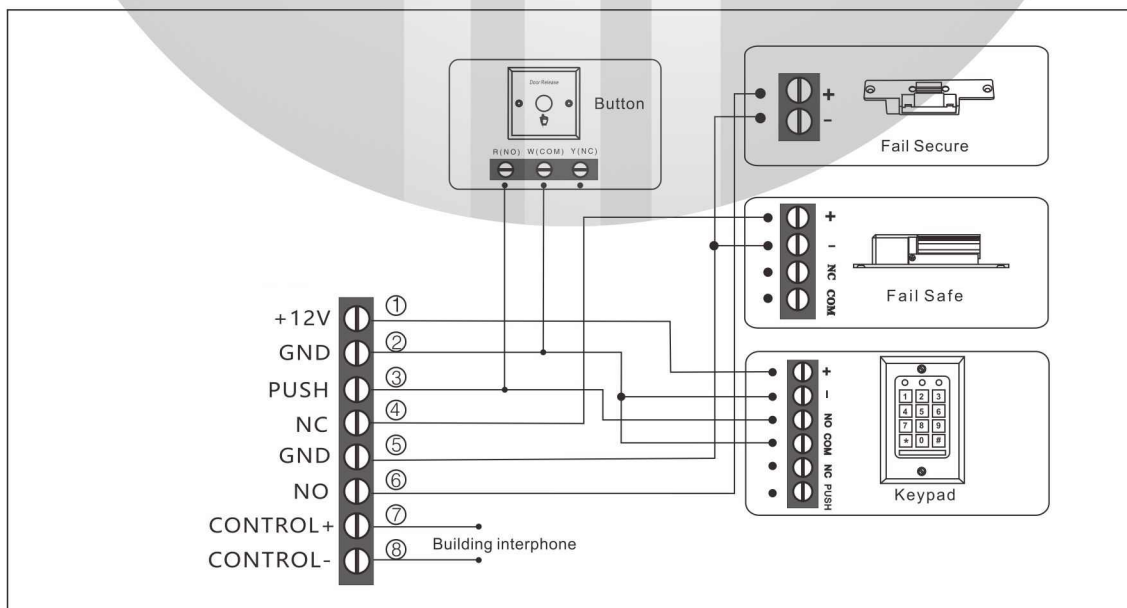 Door Release
Button
R(NO) W(COM) Y(NC)
+
-
Fail Secure
+
-
NC
COM
Fail Safe
+12V ①
GND ②
PUSH ③
NC ④
GND ⑤
NO ⑥
CONTROL+ ⑦
CONTROL- ⑧
Building interphone
+
-
NO
COM
NC
PUSH
1 2 3
4 5 6
7 8 9
* 0 #
Keypad